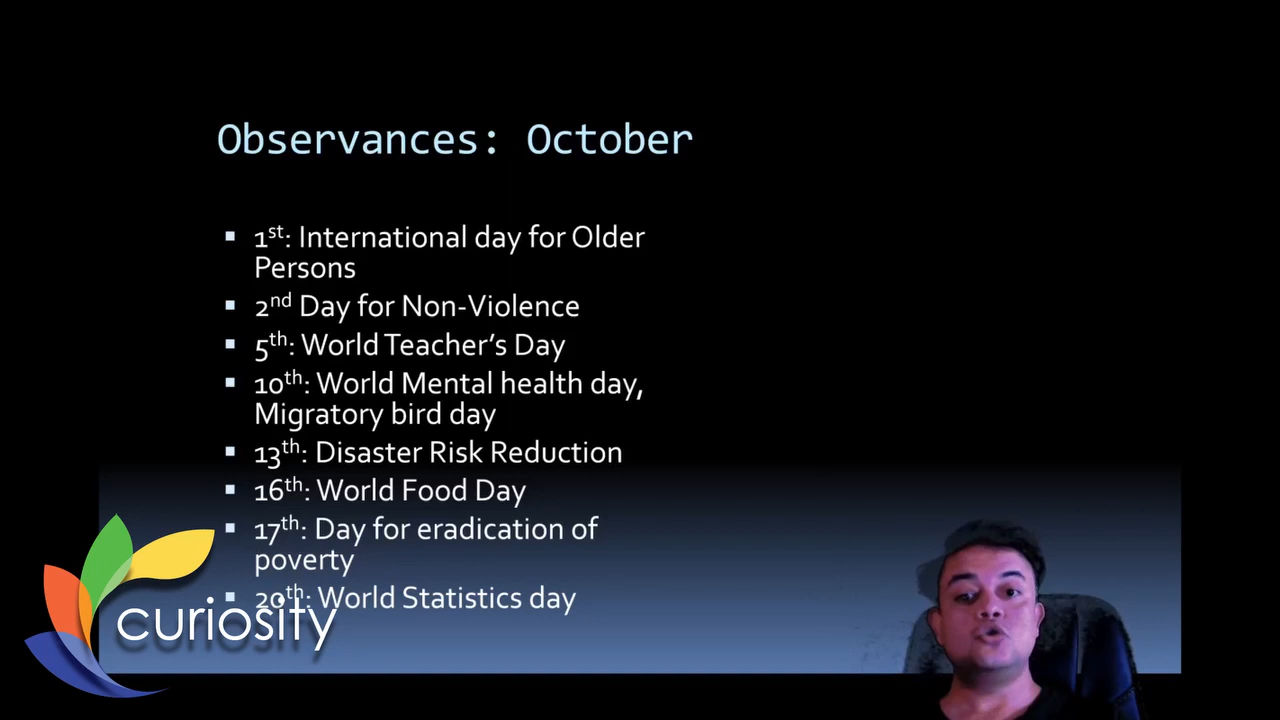 Observances: October
1st: International day for Older
Persons
2nd Day for Non-Violence
5th: World Teacher’s Day
10th: World Mental health day,
Migratory bird day
13th: Disaster Risk Reduction
16th: World Food Day
17th: Day for eradication of
poverty
20th: World Statistics day
curiosity